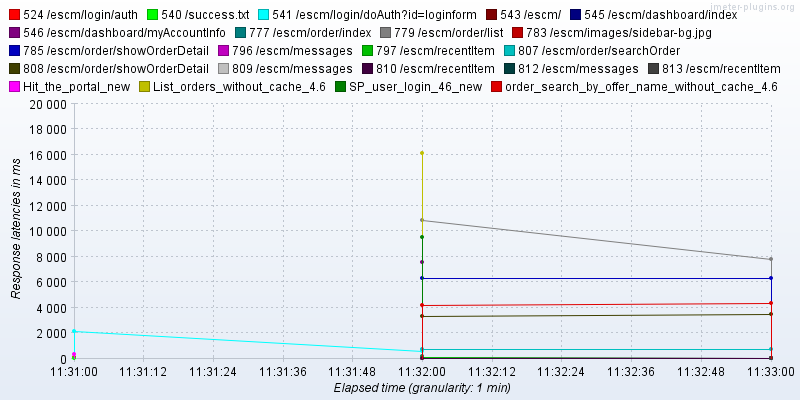 jmeter-plugins.org
524 /escm/login/auth 540 /success.txt 541 /escm/login/doAuth?id=loginform 543 /escm/ 545 /escm/dashboard/index
546 /escm/dashboard/myAccountInfo 777 /escm/order/index 779 /escm/order/list 783 /escm/images/sidebar-bg.jpg
785 /escm/order/showOrderDetail 796 /escm/messages 797 /escm/recentItem 807 /escm/order/searchOrder
808 /escm/order/showOrderDetail 809 /escm/messages 810 /escm/recentItem 812 /escm/messages 813 /escm/recentItem
Hit_the_portal_new List_orders_without_cache_4.6 SP_user_login_46_new order_search_by_offer_name_without_cache_4.6
20 000
18 000
16 000
14 000
12 000
10 000
8 000
6 000
4 000
2 000
0
Response latencies in ms
11:31:00 11:31:12 11:31:24 11:31:36 11:31:48 11:32:00 11:32:12 11:32:24 11:32:36 11:32:48 11:33:00
Elapsed time (granularity: 1 min)